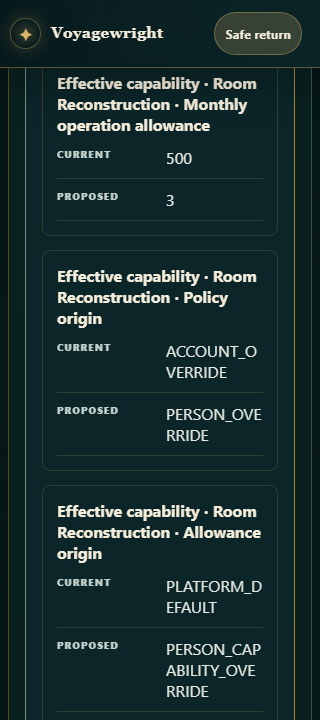 Voyagewright
Safe return
Effective capability · Room
Reconstruction · Monthly
operation allowance
CURRENT
500
PROPOSED
3
Effective capability · Room
Reconstruction · Policy
origin
CURRENT
ACCOUNT_O
VERRIDE
PROPOSED
PERSON_OVE
RRIDE
Effective capability · Room
Reconstruction · Allowance
origin
CURRENT
PLATFORM_D
EFAULT
PROPOSED
PERSON_CAP
ABILITY_OVE
RRIDE